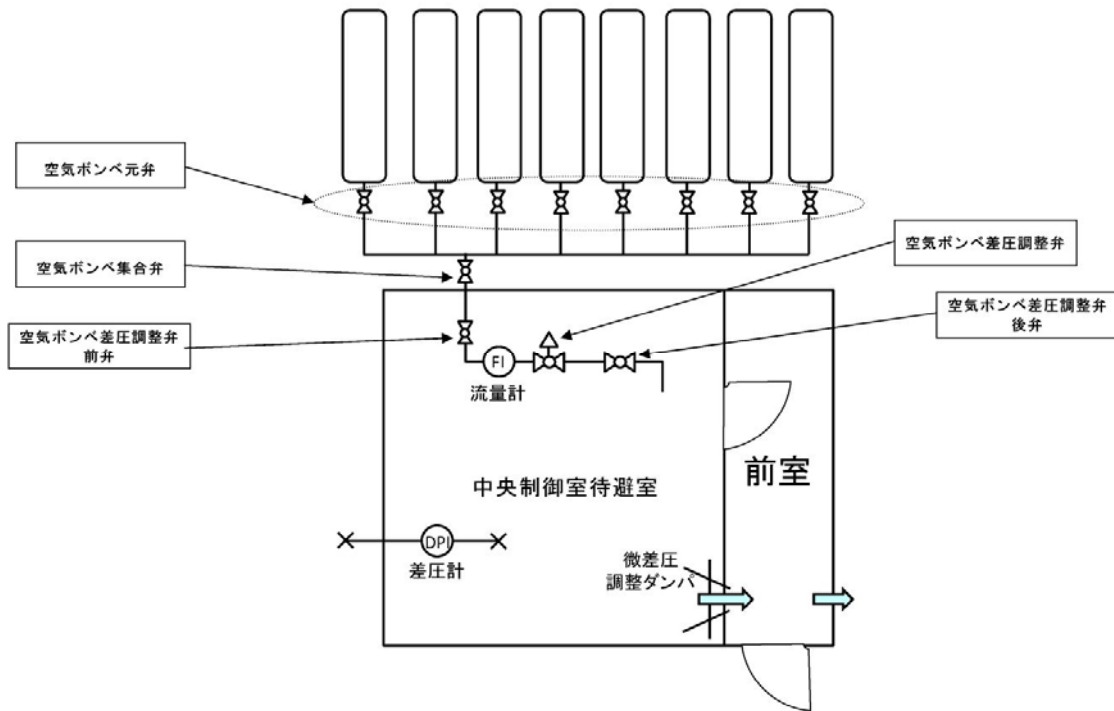 空気ボンベ元弁
空気ボンベ集合弁
空気ボンベ差圧調整弁
前弁
空気ボンベ差圧調整弁
空気ボンベ差圧調整弁
後弁
FI
流量計
中央制御室待避室
前室
DPI
差圧計
微差圧
調整ダンパ